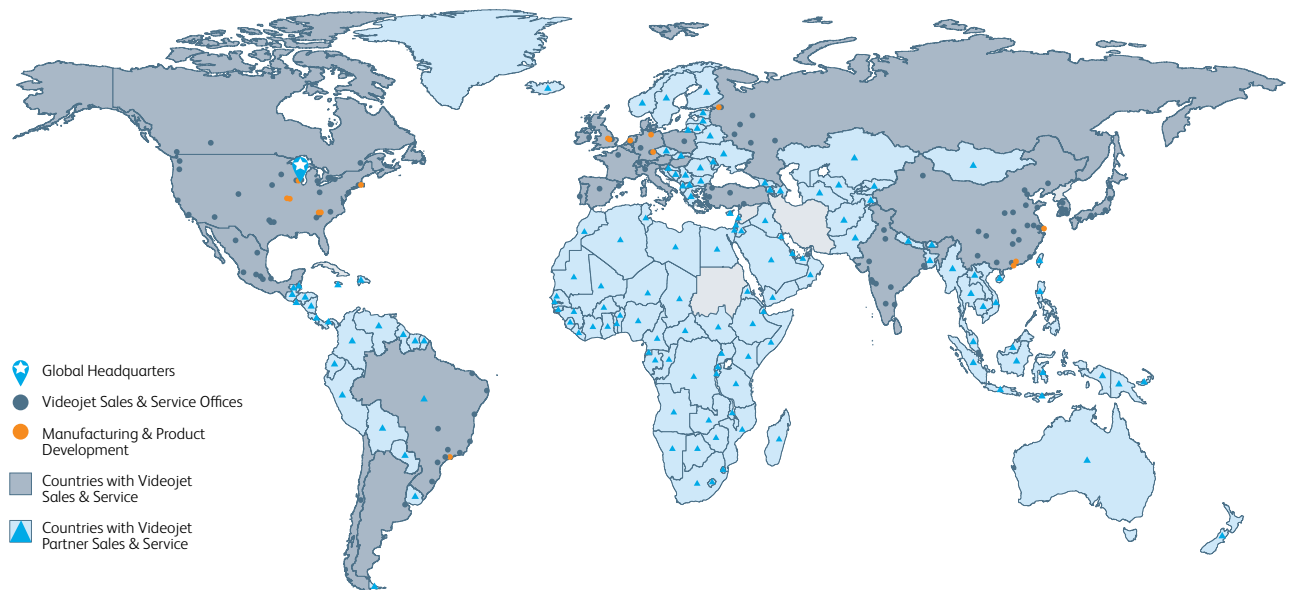 Global Headquarters
Videojet Sales & Service Offices
Manufacturing & Product
Development
Countries with Videojet
Sales & Service
Countries with Videojet
Partner Sales & Service